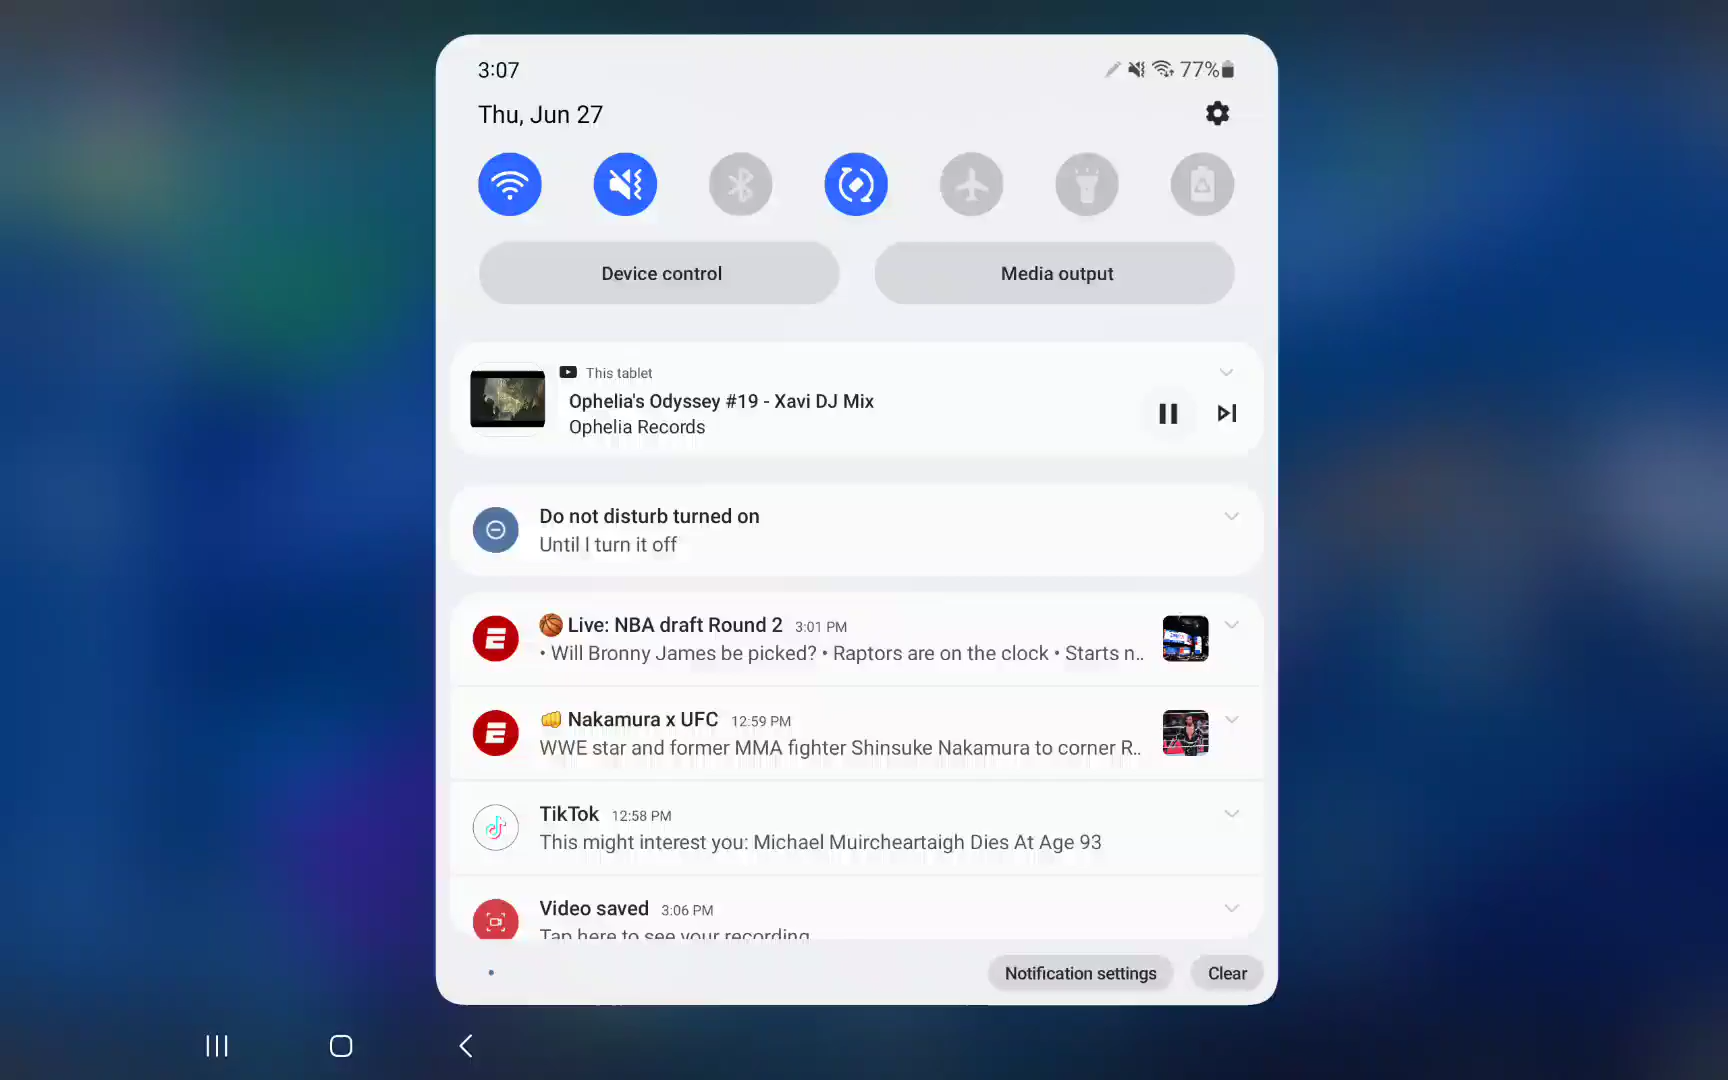 3:07
77%
Thu, Jun 27
Device control
Media output
This tablet
Ophelia's Odyssey #19 - Xavi DJ Mix
Ophelia Records
Do not disturb turned on
Until I turn it off
🏀 Live: NBA draft Round 2 3:01 PM
• Will Bronny James be picked? • Raptors are on the clock • Starts n..
👊 Nakamura x UFC 12:59 PM
WWE star and former MMA fighter Shinsuke Nakamura to corner R..
TikTok 12:58 PM
This might interest you: Michael Muircheartaigh Dies At Age 93
Video saved 3:06 PM
Tap here to see your recording
Notification settings
Clear